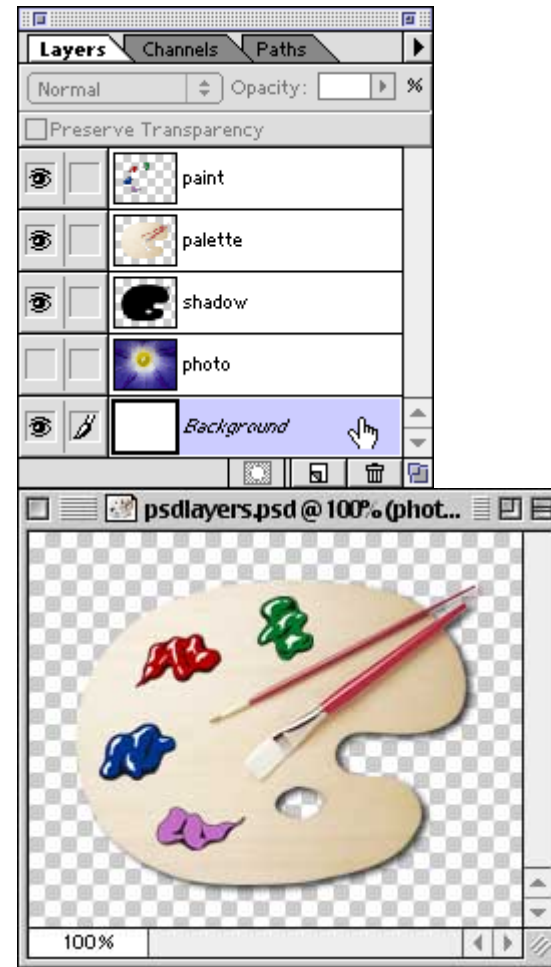 Layers Channels Paths
Normal Opacity: %
Preserve Transparency
paint
palette
shadow
photo
Background
psdlayers.psd @ 100% (phot...
100%